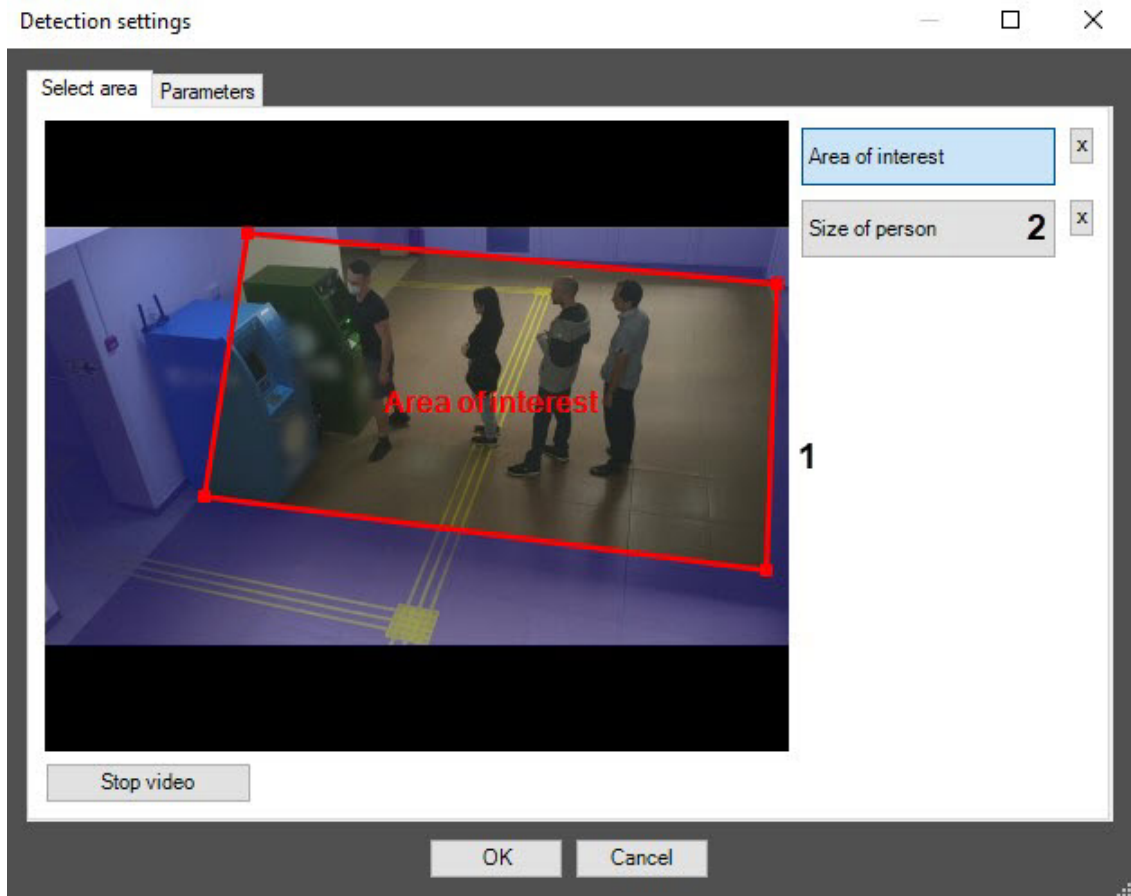 Detection settings
Select area
Parameters
Area of interest
x
Size of person
2
x
Area of interest
1
Stop video
OK
Cancel